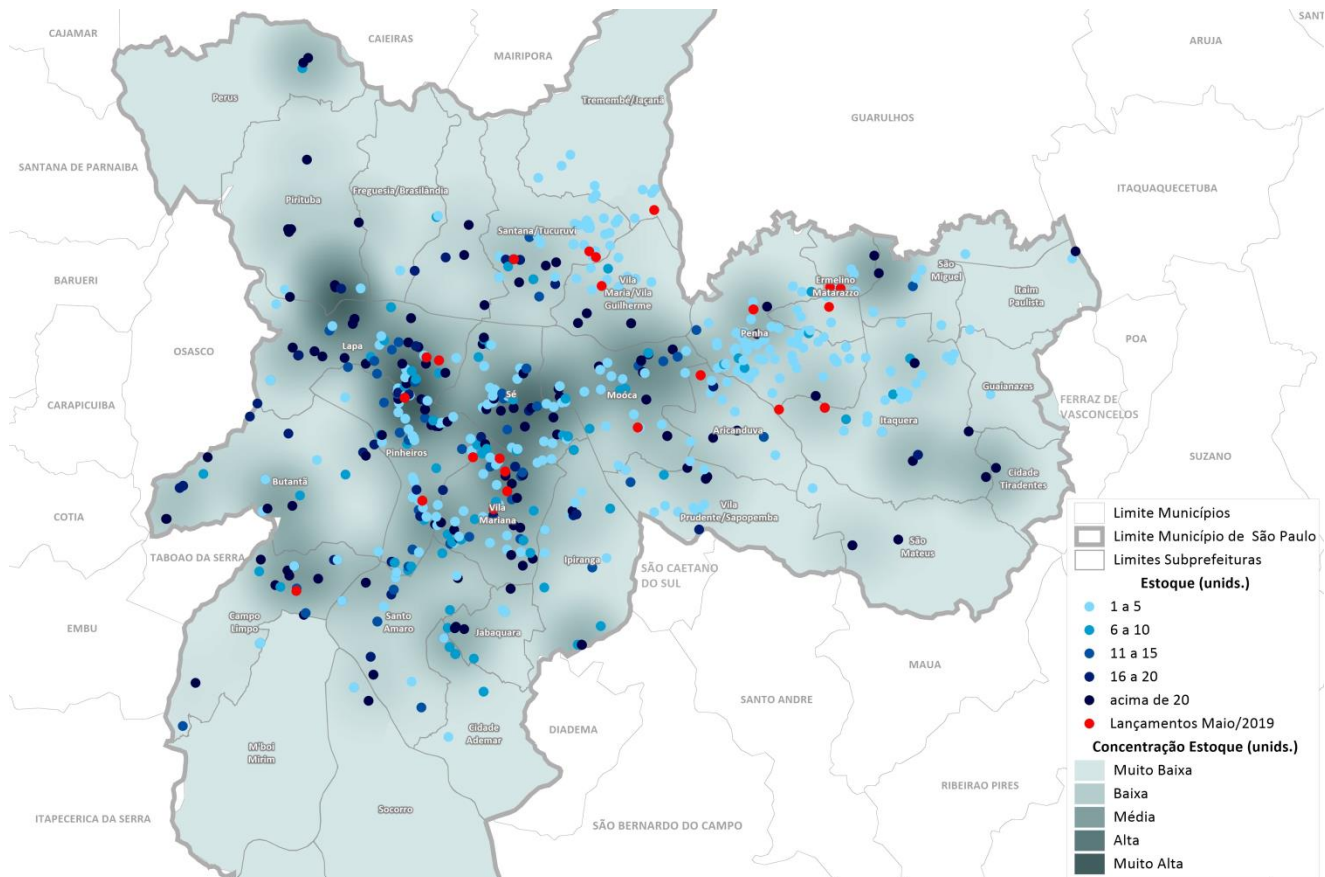 CAJAMAR
CAIEIRAS
MAIRIPORA
ARUJA
SANT
Perus
Tremembé/Jaçanã
GUARULHOS
SANTANA DE PARNAIBA
ITAQUAQUECETUBA
Pirituba
Freguesia/Brasilândia
Santana/Tucuruvi
BARUERI
Vila
Maria/Vila
Guilherme
Ermelino
Matarazzo
São
Miguel
Itaim
Paulista
OSASCO
Lapa
Penha
POA
CARAPICUIBA
Sé
Moóca
Guaianazes
FERRAZ DE
VASCONCELOS
Aricanduva
Itaquera
Pinheiros
SUZANO
Butantã
Cidade
Tiradentes
COTIA
Vila
Mariana
Vila
Prudente/Sapopemba
TABOAO DA SERRA
São
Mateus
Ipiranga
SÃO CAETANO
DO SUL
EMBU
Campo
Limpo
Santo
Amaro
Jabaquara
MAUA
SANTO ANDRE
Cidade
Ademar
DIADEMA
M'boi
Mirim
RIBEIRAO PIRES
ITAPECERICA DA SERRA
Socorro
SÃO BERNARDO DO CAMPO
Limite Municípios
Limite Município de São Paulo
Limites Subprefeituras
Estoque (unids.)
1 a 5
6 a 10
11 a 15
16 a 20
acima de 20
Lançamentos Maio/2019
Concentração Estoque (unids.)
Muito Baixa
Baixa
Média
Alta
Muito Alta